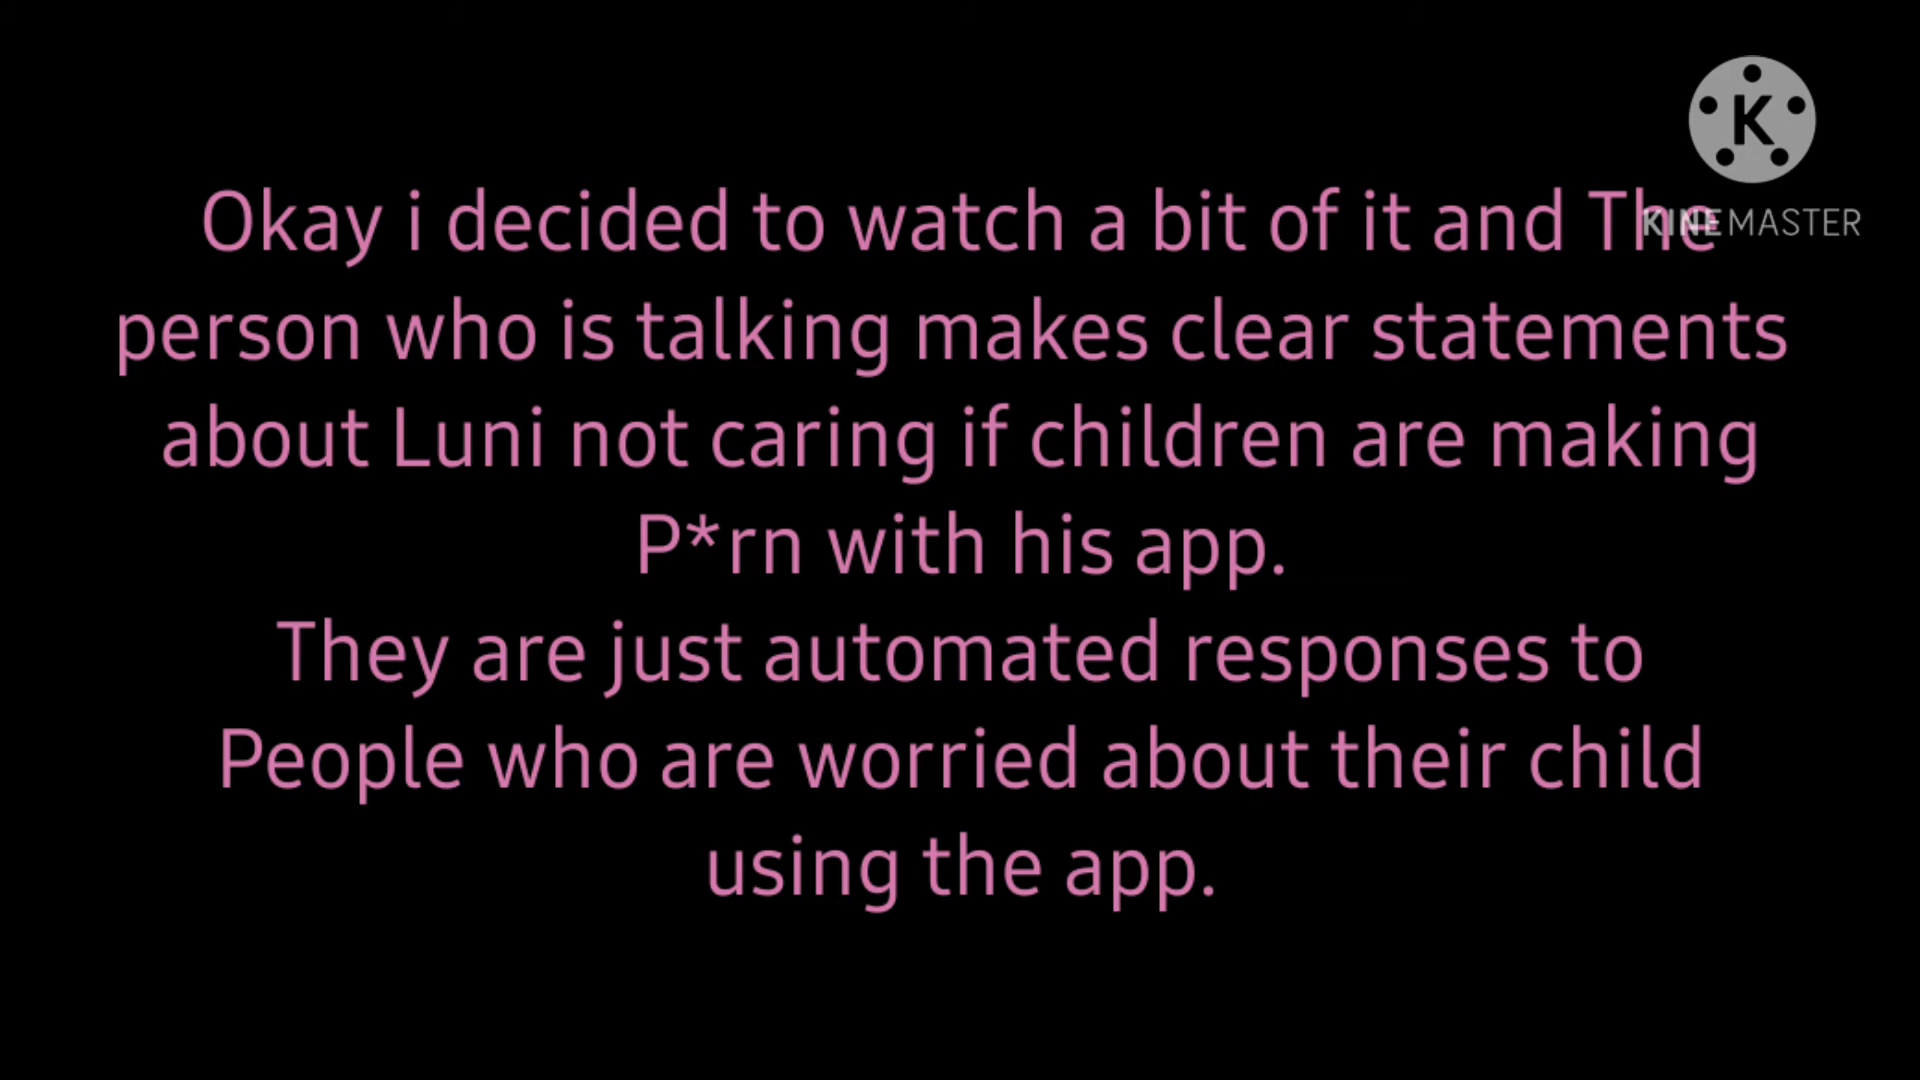 K
KINEMASTER
Okay i decided to watch a bit of it and The
person who is talking makes clear statements
about Luni not caring if children are making
P*rn with his app.
They are just automated responses to
People who are worried about their child
using the app.